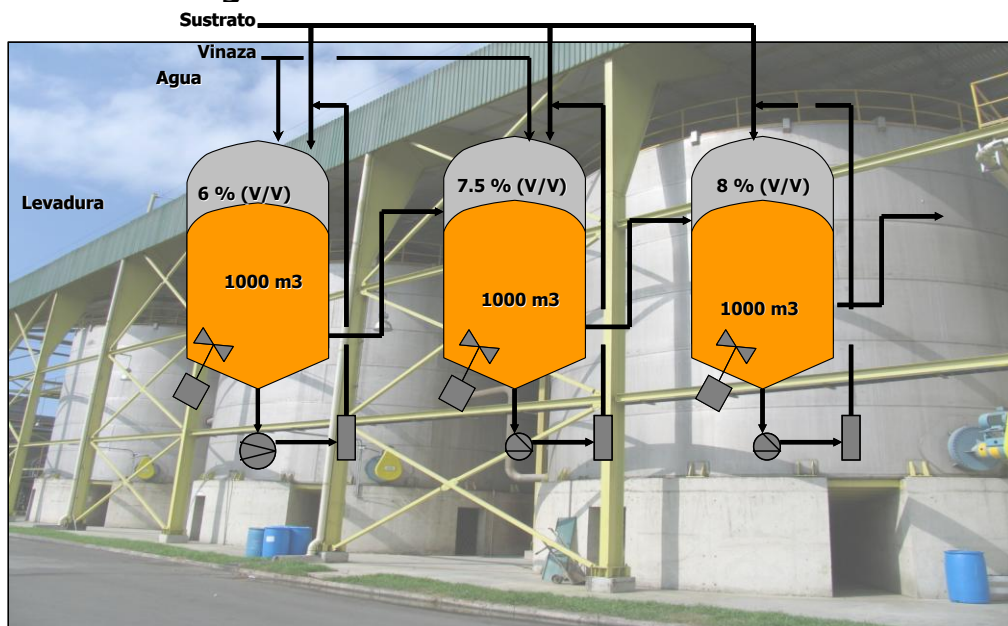 Sustrato
Vinaza
Agua
Levadura
6 % (V/V)
7.5 % (V/V)
8 % (V/V)
1000 m3
1000 m3
1000 m3